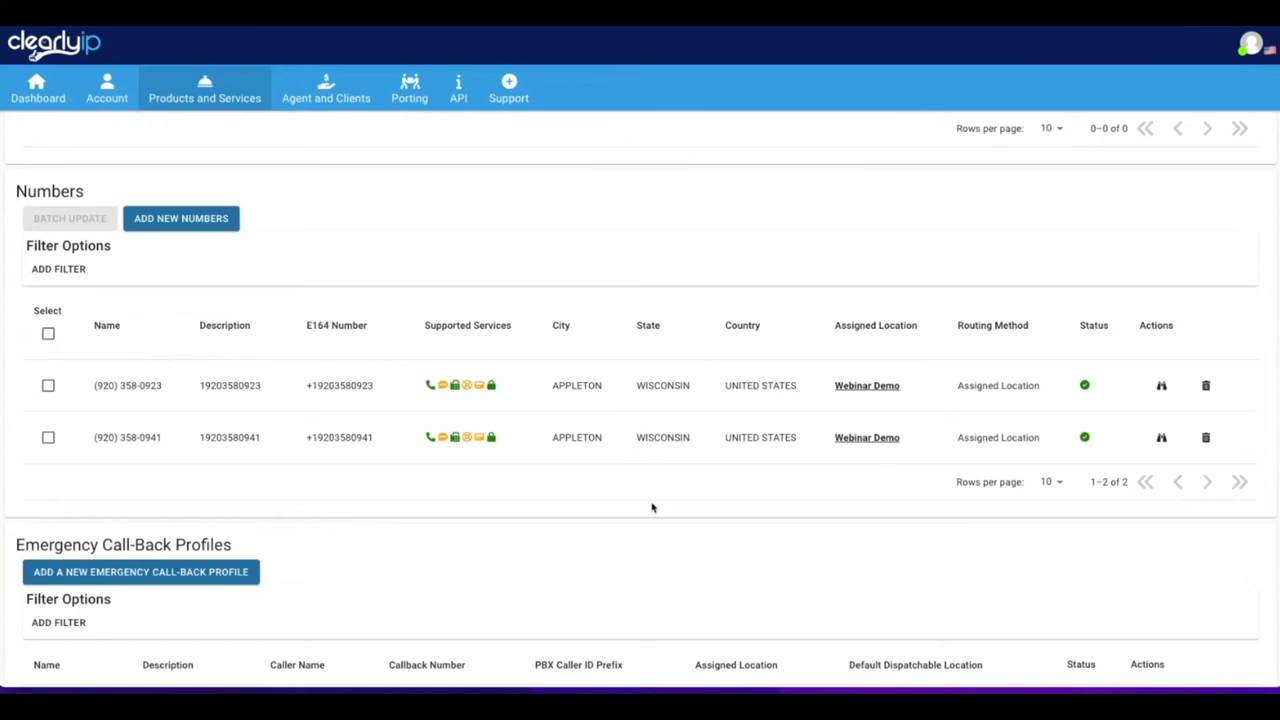 clearlyip
Dashboard Account Products and Services Agent and Clients Porting API Support
Rows per page: 10 0–0 of 0
Numbers
BATCH UPDATE ADD NEW NUMBERS
Filter Options
ADD FILTER
Select Name Description E164 Number Supported Services City State Country Assigned Location Routing Method Status Actions
(920) 358-0923 19203580923 +19203580923 APPLETON WISCONSIN UNITED STATES Webinar Demo Assigned Location
(920) 358-0941 19203580941 +19203580941 APPLETON WISCONSIN UNITED STATES Webinar Demo Assigned Location
Rows per page: 10 1–2 of 2
Emergency Call-Back Profiles
ADD A NEW EMERGENCY CALL-BACK PROFILE
Filter Options
ADD FILTER
Name Description Caller Name Callback Number PBX Caller ID Prefix Assigned Location Default Dispatchable Location Status Actions